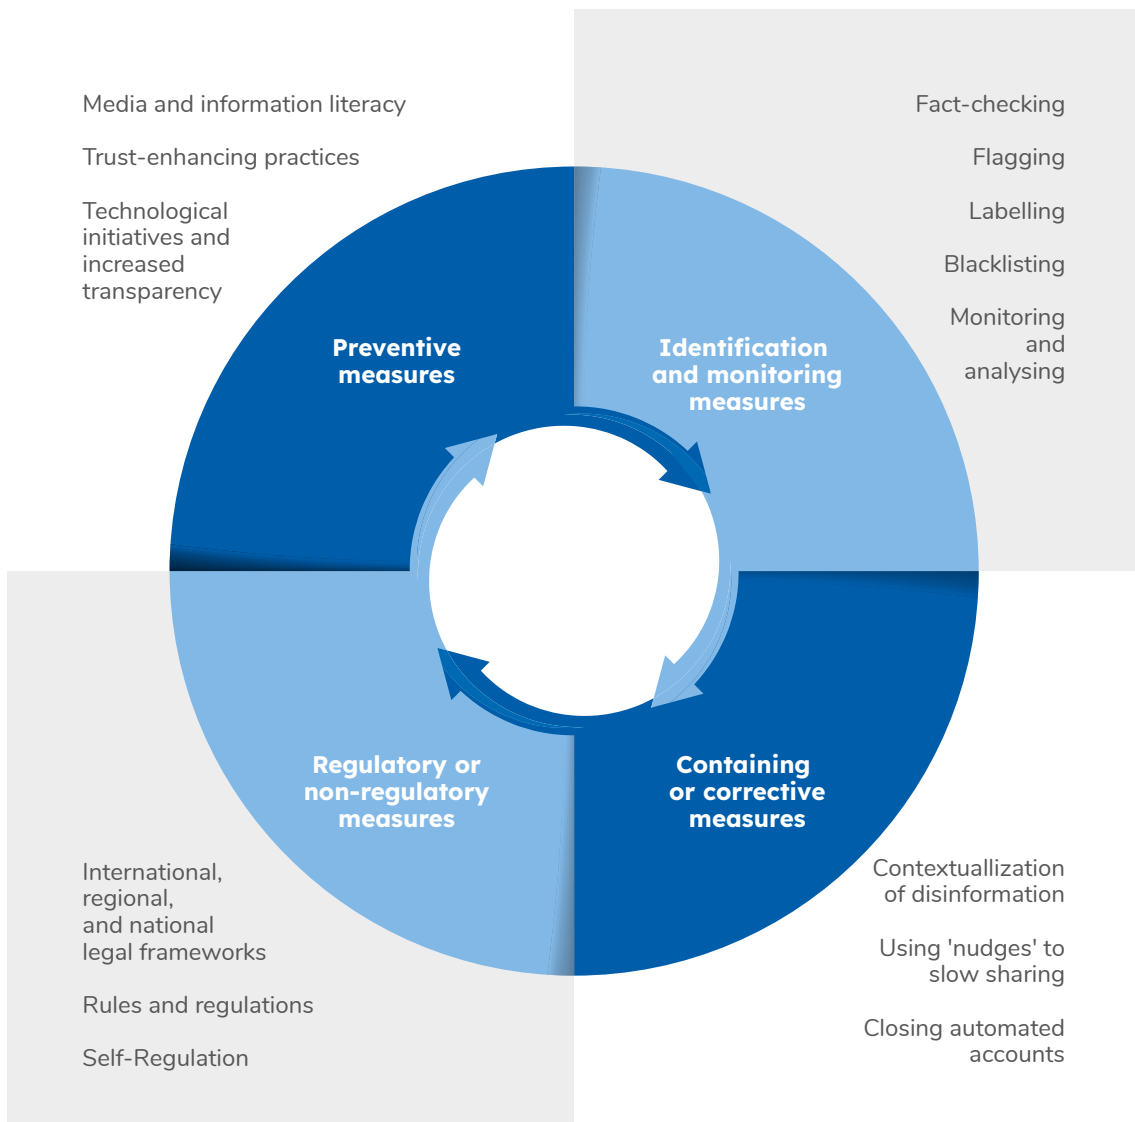 Media and information literacy
Trust-enhancing practices
Technological
initiatives and
increased
transparency
Fact-checking
Flagging
Labelling
Blacklisting
Monitoring
and
analysing
Preventive
measures
Identification
and monitoring
measures
Regulatory or
non-regulatory
measures
Containing
or corrective
measures
International,
regional,
and national
legal frameworks
Rules and regulations
Self-Regulation
Contextuallization
of disinformation
Using 'nudges' to
slow sharing
Closing automated
accounts